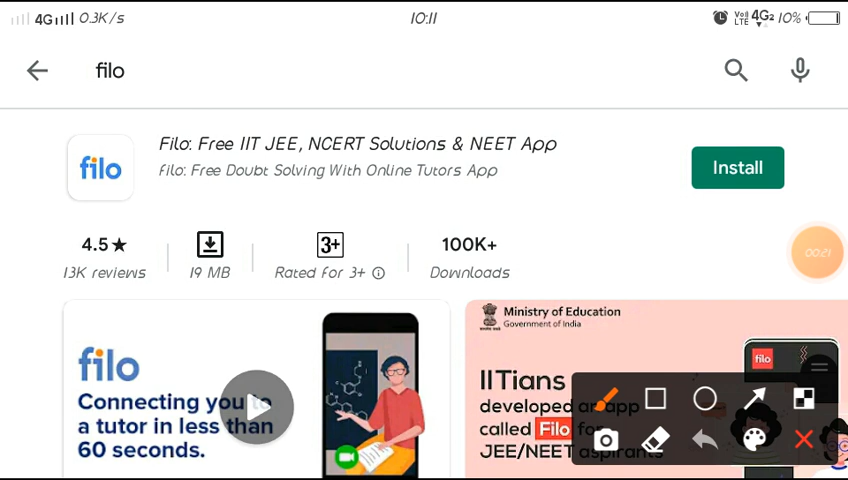 4G 0.3K/s 10:11 Vo)) LTE 4G2 10%
filo
filo
Filo: Free IIT JEE, NCERT Solutions & NEET App
Filo: Free Doubt Solving With Online Tutors App
Install
4.5★
3+
100K+
13K reviews
19 MB
Rated for 3+
Downloads
00:21
filo
Connecting you to
a tutor in less than
60 seconds.
Ministry of Education
Government of India
IITians
developed an app
called Filo for
JEE/NEET aspirants
filo